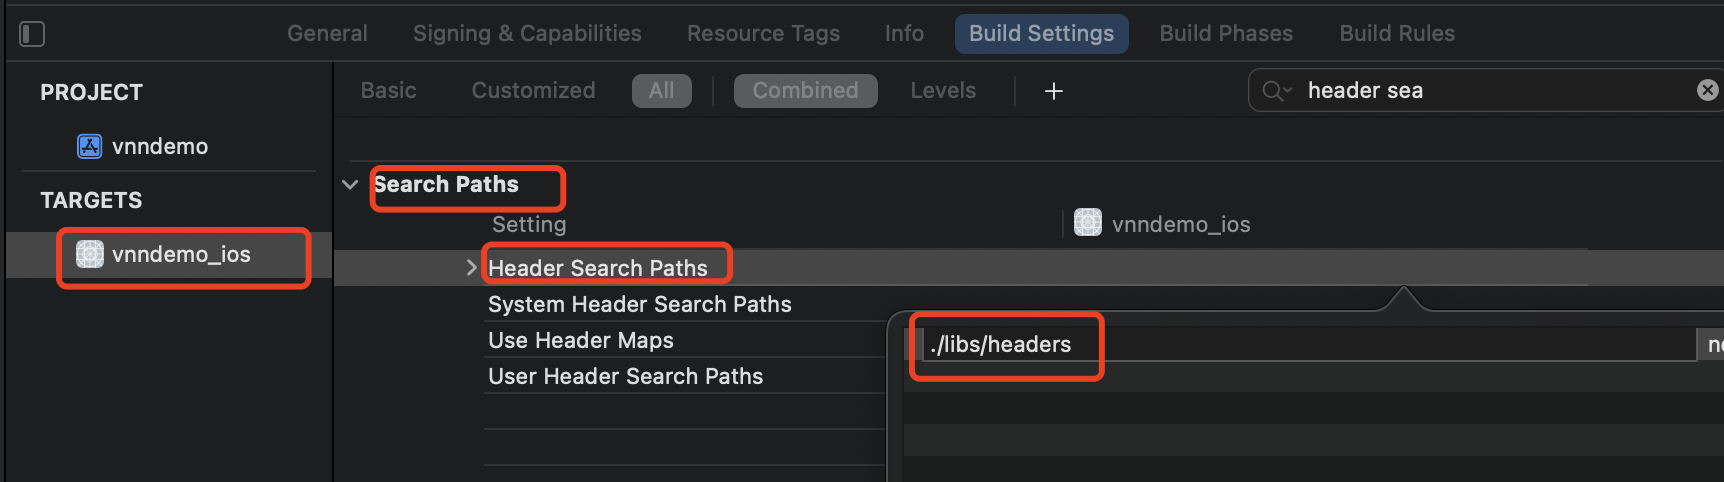 General Signing & Capabilities Resource Tags Info Build Settings Build Phases Build Rules
PROJECT
vnndemo
TARGETS
vnndemo_ios
Basic Customized All Combined Levels + header sea
Search Paths
Setting vnndemo_ios
Header Search Paths
System Header Search Paths
Use Header Maps
User Header Search Paths
./libs/headers